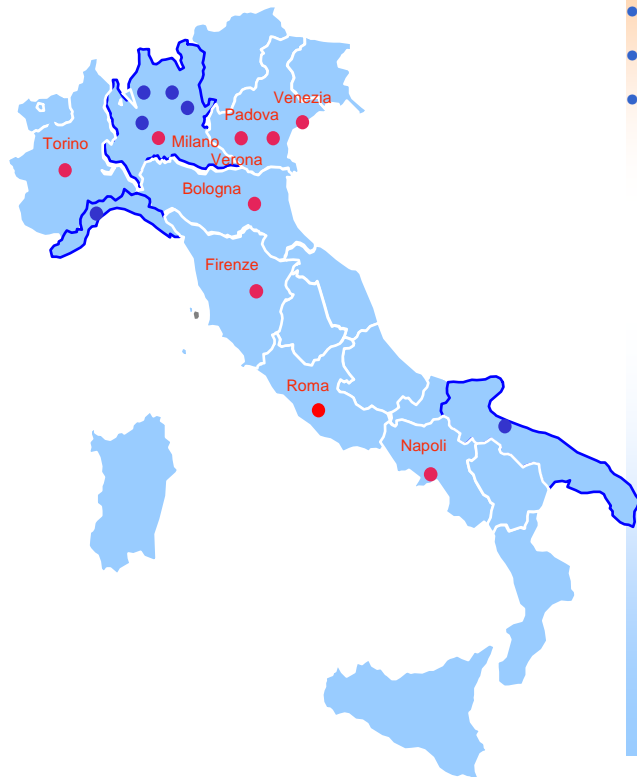 Venezia
Padova
Torino
Milano
Verona
Bologna
Firenze
Roma
Napoli